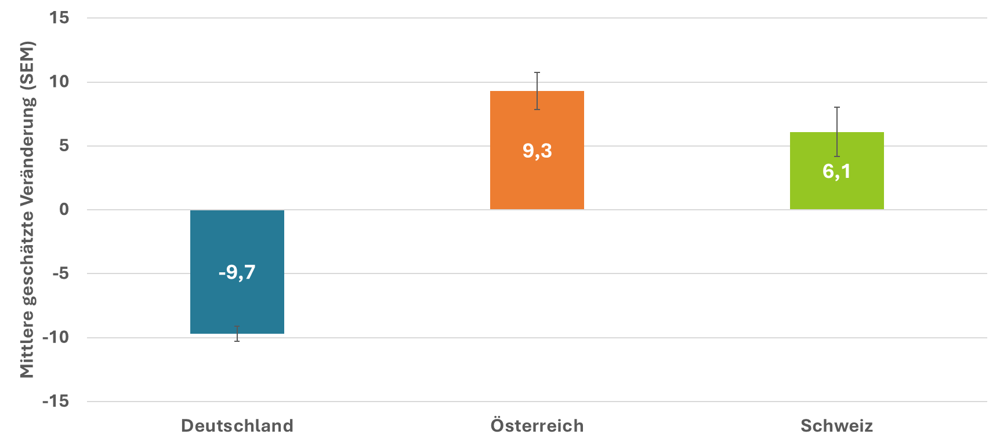 Mittlere geschätzte Veränderung (SEM)
15
10
5
0
-5
-10
-15
-9,7
9,3
6,1
Deutschland
Österreich
Schweiz